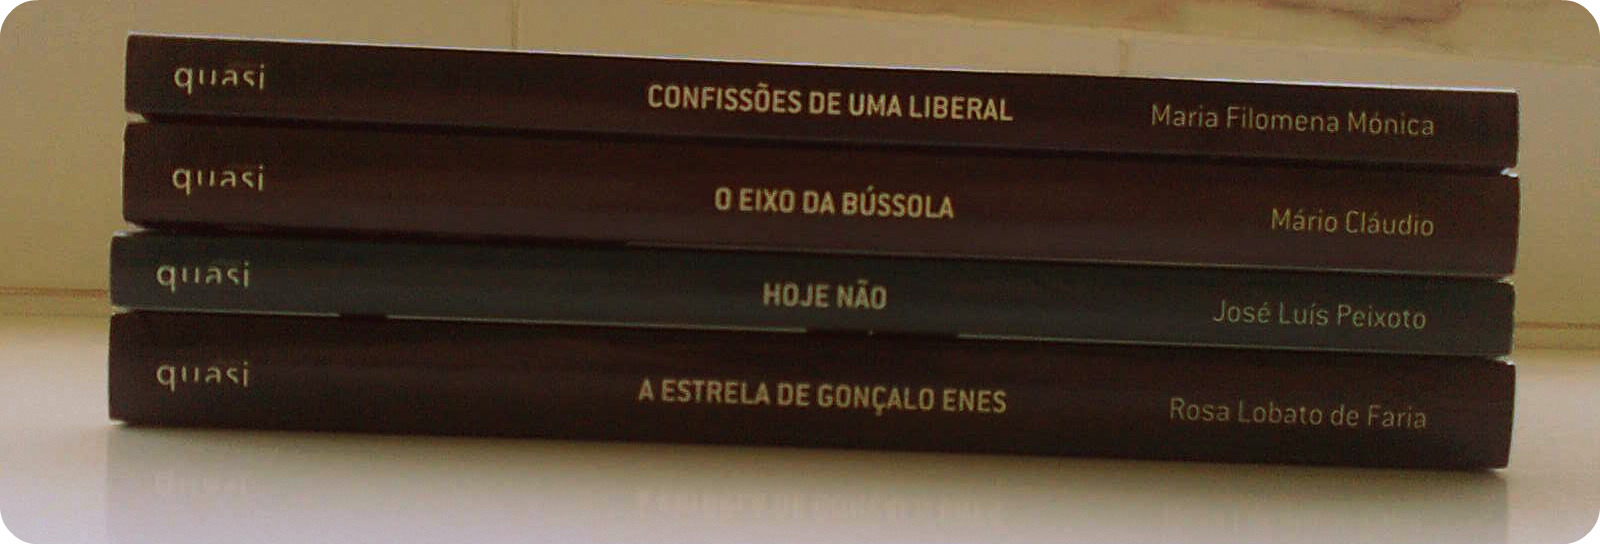 quasi CONFISSÕES DE UMA LIBERAL Maria Filomena Mónica
quasi O EIXO DA BÚSSOLA Mário Cláudio
quasi HOJE NÃO José Luís Peixoto
quasi A ESTRELA DE GONÇALO ENES Rosa Lobato de Faria